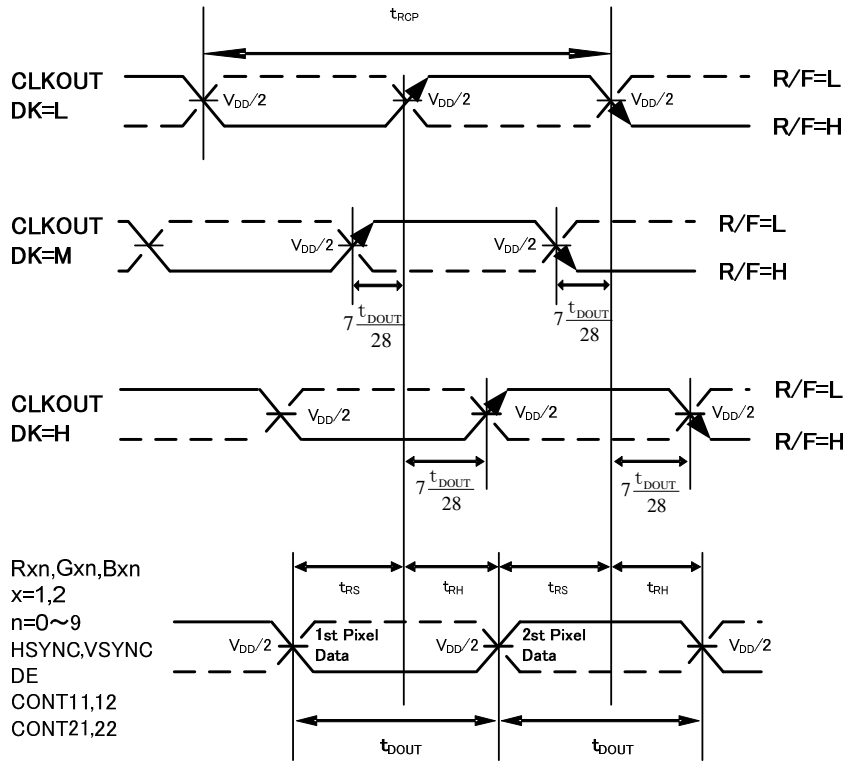 tRCP
CLKOUT
DK=L
VDD/2
VDD/2
VDD/2
R/F=L
R/F=H
CLKOUT
DK=M
VDD/2
VDD/2
R/F=L
R/F=H
7 tDOUT/28
7 tDOUT/28
CLKOUT
DK=H
VDD/2
VDD/2
VDD/2
R/F=L
R/F=H
7 tDOUT/28
7 tDOUT/28
Rxn,Gxn,Bxn
x=1,2
n=0～9
HSYNC,VSYNC
DE
CONT11,12
CONT21,22
tRS
tRH
tRS
tRH
VDD/2
1st Pixel
Data
VDD/2
2st Pixel
Data
VDD/2
tDOUT
tDOUT